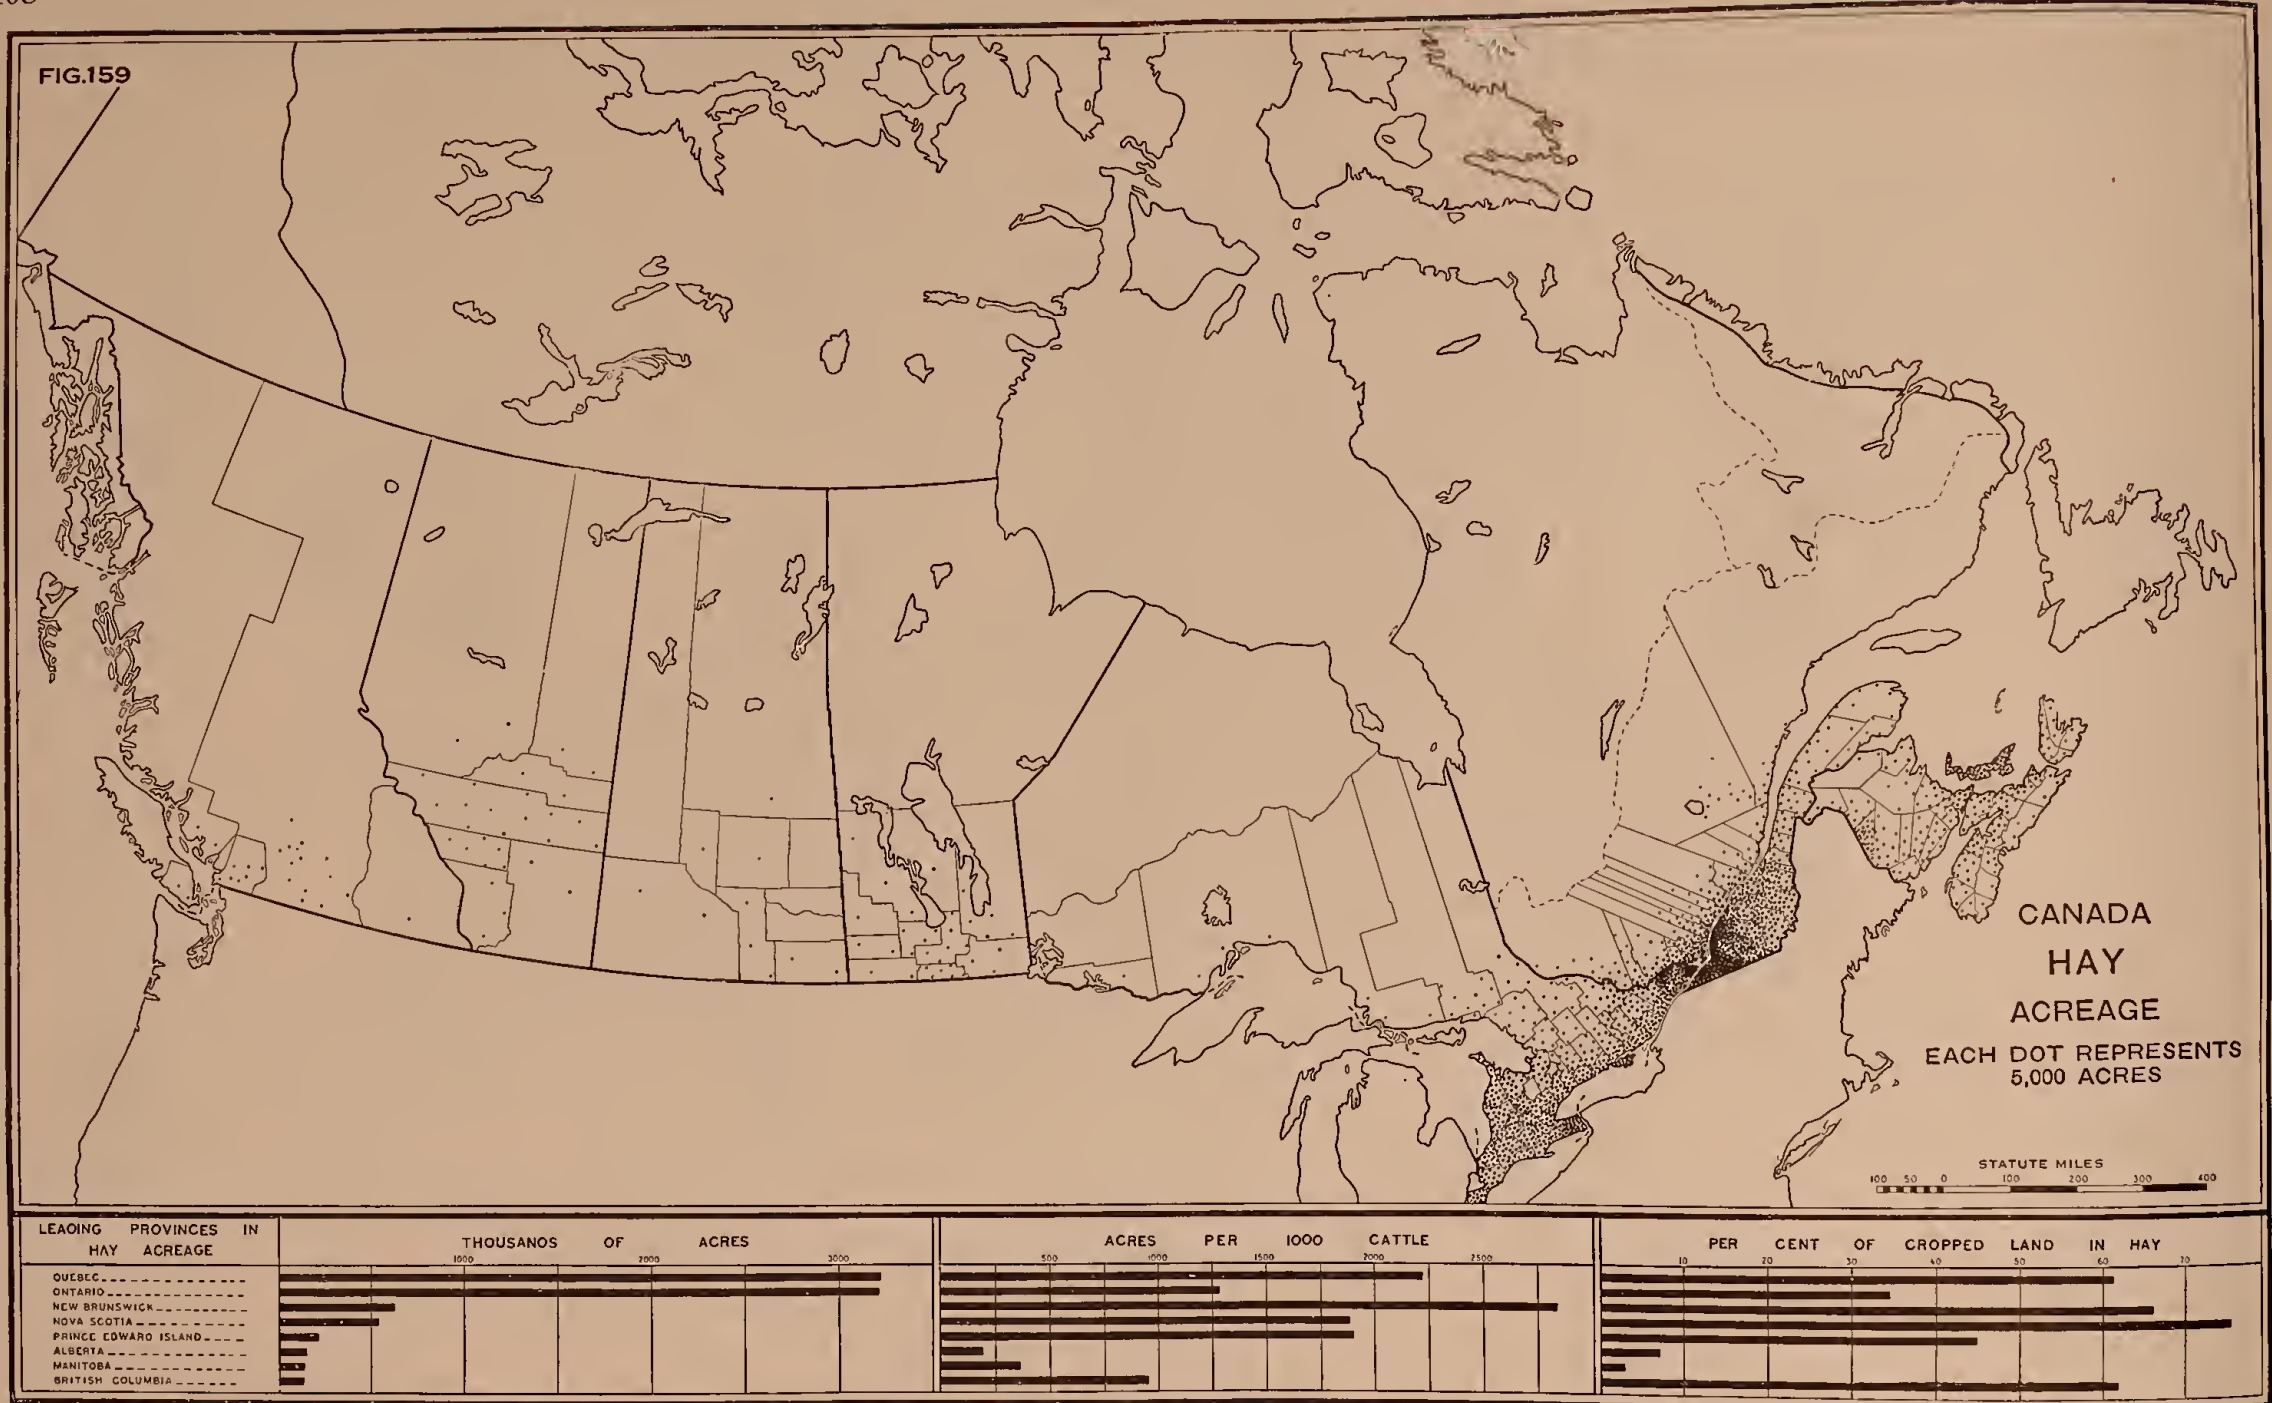 FIG.159
CANADA
HAY
ACREAGE
EACH DOT REPRESENTS
5,000 ACRES
STATUTE MILES
100 50 0 100 200 300 400
LEADING PROVINCES IN
HAY ACREAGE
THOUSANDS OF ACRES
1000 2000 3000
ACRES PER 1000 CATTLE
500 1000 1500 2000 2500
PER CENT OF CROPPED LAND IN HAY
10 20 30 40 50 60 70
QUEBEC
ONTARIO
NEW BRUNSWICK
NOVA SCOTIA
PRINCE EDWARD ISLAND
ALBERTA
MANITOBA
BRITISH COLUMBIA